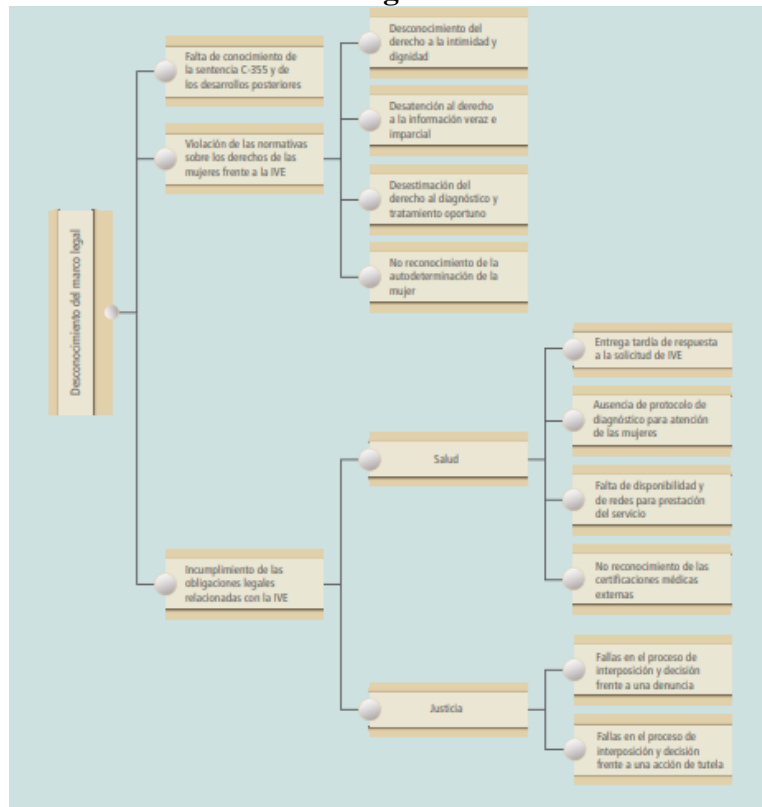 Desconocimiento del marco legal
Falta de conocimiento de
la sentencia C-355 y de
los desarrollos posteriores
Violación de las normativas
sobre los derechos de las
mujeres frente a la IVE
Desconocimiento del
derecho a la intimidad y
dignidad
Desatención al derecho
a la información veraz e
imparcial
Desestimación del
derecho al diagnóstico y
tratamiento oportuno
No reconocimiento de la
autodeterminación de la
mujer
Incumplimiento de las
obligaciones legales
relacionadas con la IVE
Salud
Entrega tardía de respuesta
a la solicitud de IVE
Ausencia de protocolo de
diagnóstico para atención
de las mujeres
Falta de disponibilidad y
de redes para prestación
del servicio
No reconocimiento de las
certificaciones médicas
externas
Justicia
Fallas en el proceso de
interposición y decisión
frente a una denuncia
Fallas en el proceso de
interposición y decisión
frente a una acción de tutela